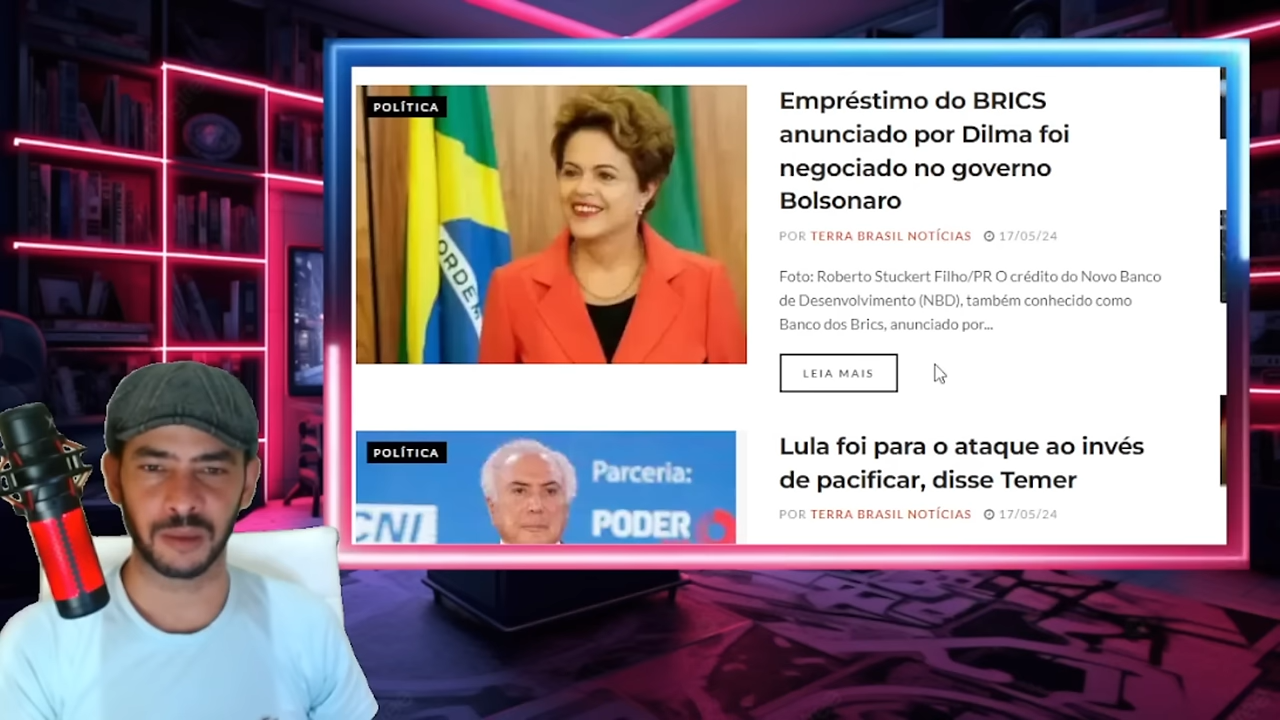 POLÍTICA
Empréstimo do BRICS
anunciado por Dilma foi
negociado no governo
Bolsonaro
POR TERRA BRASIL NOTÍCIAS 17/05/24
Foto: Roberto Stuckert Filho/PR O crédito do Novo Banco
de Desenvolvimento (NBD), também conhecido como
Banco dos Brics, anunciado por...
LEIA MAIS
ORDEM
POLÍTICA
Parceria:
CNI
PODER
Lula foi para o ataque ao invés
de pacificar, disse Temer
POR TERRA BRASIL NOTÍCIAS 17/05/24